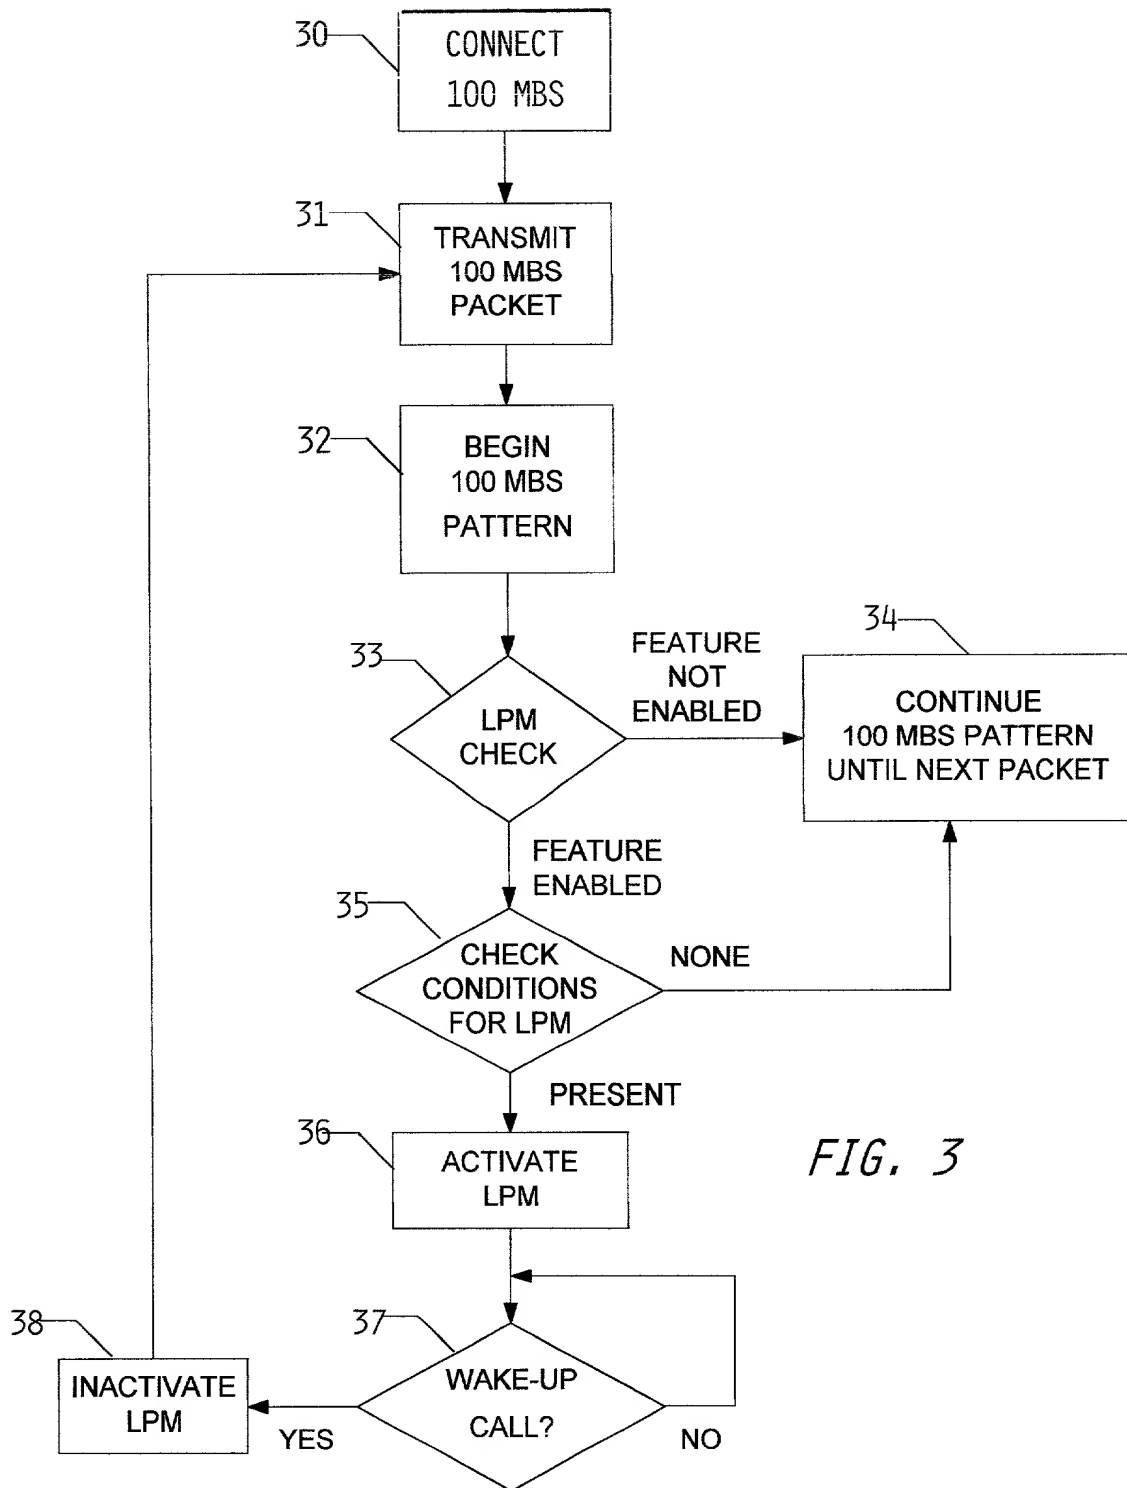 30
CONNECT
100 MBS
31
TRANSMIT
100 MBS
PACKET
32
BEGIN
100 MBS
PATTERN
33
LPM
CHECK
FEATURE
NOT
ENABLED
34
CONTINUE
100 MBS PATTERN
UNTIL NEXT PACKET
FEATURE
ENABLED
35
CHECK
CONDITIONS
FOR LPM
NONE
PRESENT
36
ACTIVATE
LPM
FIG. 3
37
WAKE-UP
CALL?
NO
YES
38
INACTIVATE
LPM